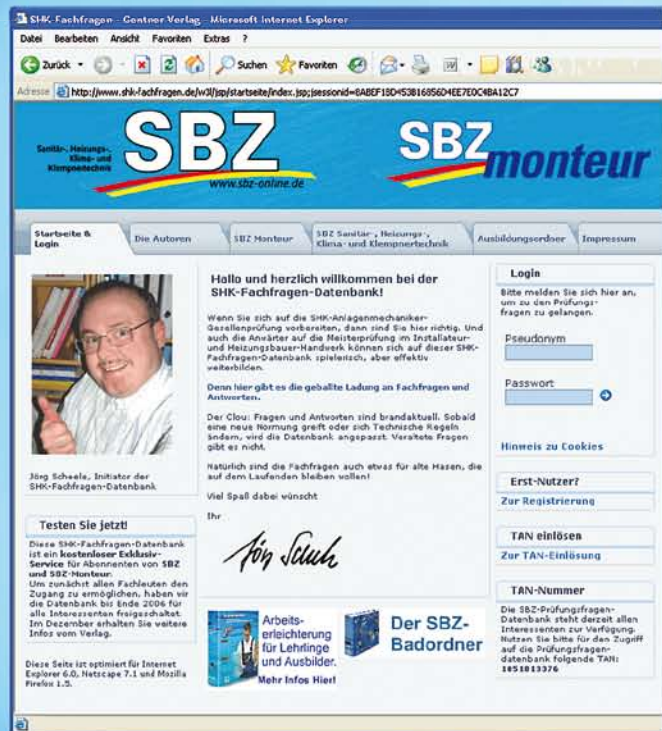 SHK-Fachfragen - Gentner Verlag - Microsoft Internet Explorer
Datei Bearbeiten Ansicht Favoriten Extras ?
Zurück Suchen Favoriten
Adresse http://www.shk-fachfragen.de/w3l/jsp/startseite/index.jsp;jsessionid=8ABEF18D453B16856D4EE7E0C4BA12C7
Sanitär-, Heizungs-,
Klima- und
Klempnertechnik
SBZ
www.sbz-online.de
SBZ monteur
Startseite &
Login
Die Autoren
SBZ Monteur
SBZ Sanitär-, Heizungs-,
Klima- und Klempnertechnik
Ausbildungsordner
Impressum
Jörg Scheele, Initiator der
SHK-Fachfragen-Datenbank
Testen Sie jetzt!
Diese SHK-Fachfragen-Datenbank
ist ein kostenloser Exklusiv-
Service für Abonnenten von SBZ
und SBZ-Monteur.
Um zunächst allen Fachleuten den
Zugang zu ermöglichen, haben wir
die Datenbank bis Ende 2006 für
alle Interessenten freigeschaltet.
Im Dezember erhalten Sie weitere
Infos vom Verlag.
Diese Seite ist optimiert für Internet
Explorer 6.0, Netscape 7.1 und Mozilla
Firefox 1.5.
Hallo und herzlich willkommen bei der
SHK-Fachfragen-Datenbank!
Wenn Sie sich auf die SHK-Anlagenmechaniker-
Gesellenprüfung vorbereiten, dann sind Sie hier richtig. Und
auch die Anwärter auf die Meisterprüfung im Installateur-
und Heizungsbauer-Handwerk können sich auf dieser SHK-
Fachfragen-Datenbank spielerisch, aber effektiv
weiterbilden.
Denn hier gibt es die geballte Ladung an Fachfragen und
Antworten.
Der Clou: Fragen und Antworten sind brandaktuell. Sobald
eine neue Normung greift oder sich Technische Regeln
ändern, wird die Datenbank angepasst. Veraltete Fragen
gibt es nicht.
Natürlich sind die Fachfragen auch etwas für alte Hasen, die
auf dem Laufenden bleiben wollen!
Viel Spaß dabei wünscht
Ihr
Arbeits-
erleichterung
für Lehrlinge
und Ausbilder.
Mehr Infos Hier!
Der SBZ-
Badordner
Login
Bitte melden Sie sich hier an,
um zu den Prüfungs-
fragen zu gelangen.
Pseudonym
Passwort
Hinweis zu Cookies
Erst-Nutzer?
Zur Registrierung
TAN einlösen
Zur TAN-Einlösung
TAN-Nummer
Die SBZ-Prüfungsfragen-
Datenbank steht derzeit allen
Interessenten zur Verfügung.
Nutzen Sie bitte für den Zugriff
auf die Prüfungsfragen-
datenbank folgende TAN:
1851813376